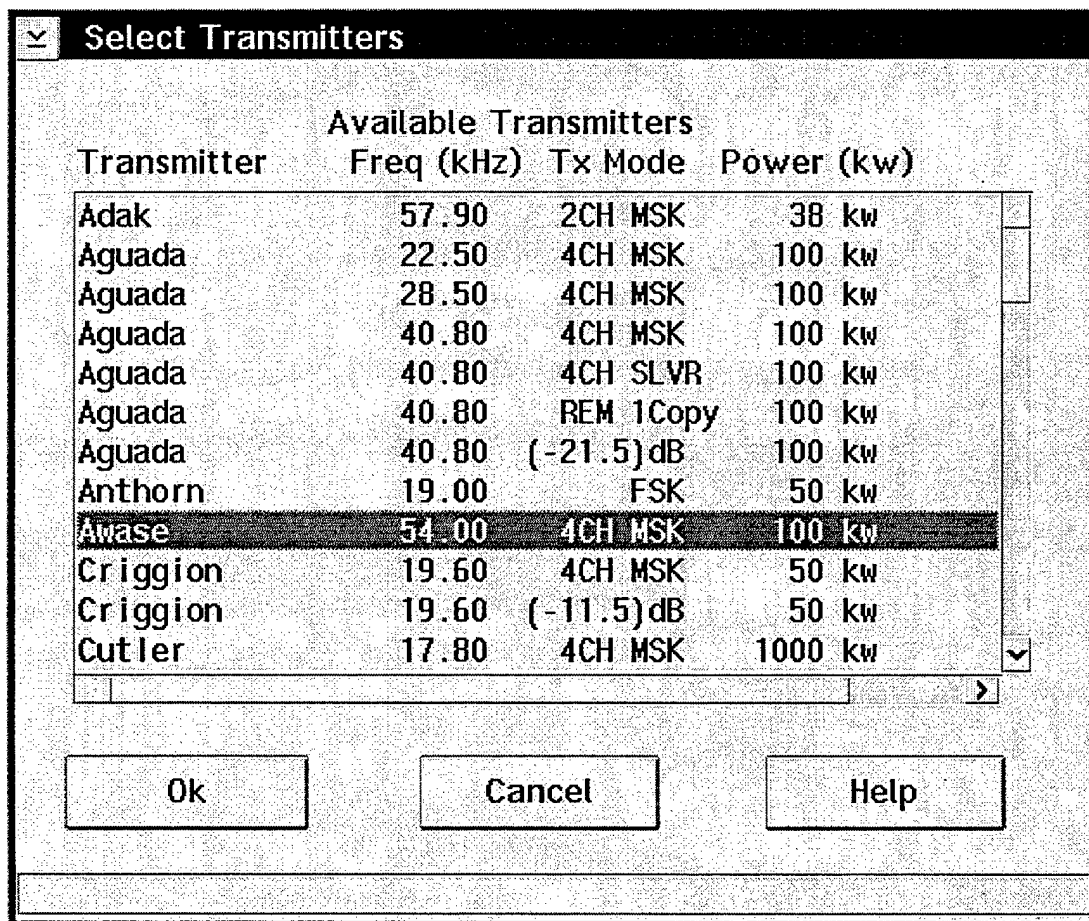 Select Transmitters
Available Transmitters
Transmitter Freq (kHz) Tx Mode Power (kw)
Adak 57.90 2CH MSK 38 kw
Aguada 22.50 4CH MSK 100 kw
Aguada 28.50 4CH MSK 100 kw
Aguada 40.80 4CH MSK 100 kw
Aguada 40.80 4CH SLVR 100 kw
Aguada 40.80 REM 1Copy 100 kw
Aguada 40.80 (-21.5)dB 100 kw
Anthorn 19.00 FSK 50 kw
Awase 54.00 4CH MSK 100 kw
Criggion 19.60 4CH MSK 50 kw
Criggion 19.60 (-11.5)dB 50 kw
Cutler 17.80 4CH MSK 1000 kw
Ok Cancel Help